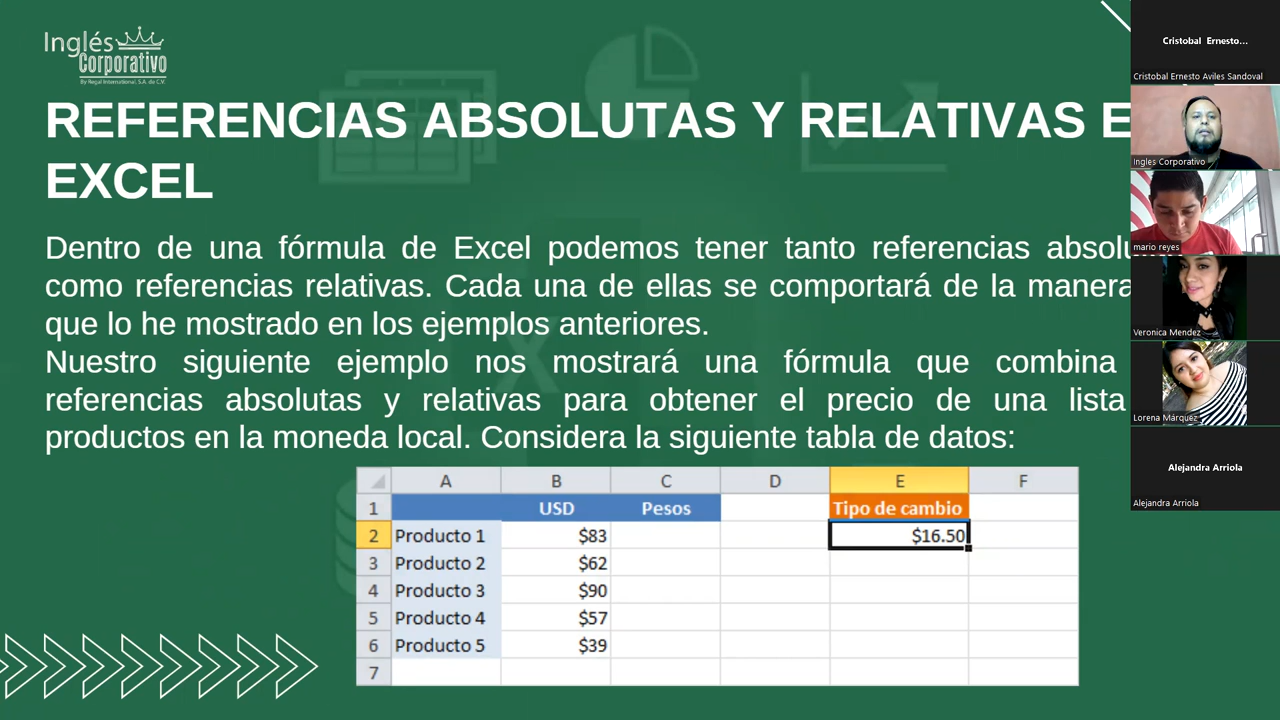 Inglés
Corporativo
By Regal International, S.A. de C.V.
REFERENCIAS ABSOLUTAS Y RELATIVAS E
EXCEL
Dentro de una fórmula de Excel podemos tener tanto referencias absolu
como referencias relativas. Cada una de ellas se comportará de la manera
que lo he mostrado en los ejemplos anteriores.
Nuestro siguiente ejemplo nos mostrará una fórmula que combina
referencias absolutas y relativas para obtener el precio de una lista
productos en la moneda local. Considera la siguiente tabla de datos:
A B C D E F
1 USD Pesos Tipo de cambio
2 Producto 1 $83 $16.50
3 Producto 2 $62
4 Producto 3 $90
5 Producto 4 $57
6 Producto 5 $39
7
Cristobal Ernesto...
Cristobal Ernesto Aviles Sandoval
Ingles Corporativo
mario reyes
Veronica Mendez
Lorena Márquez
Alejandra Arriola
Alejandra Arriola